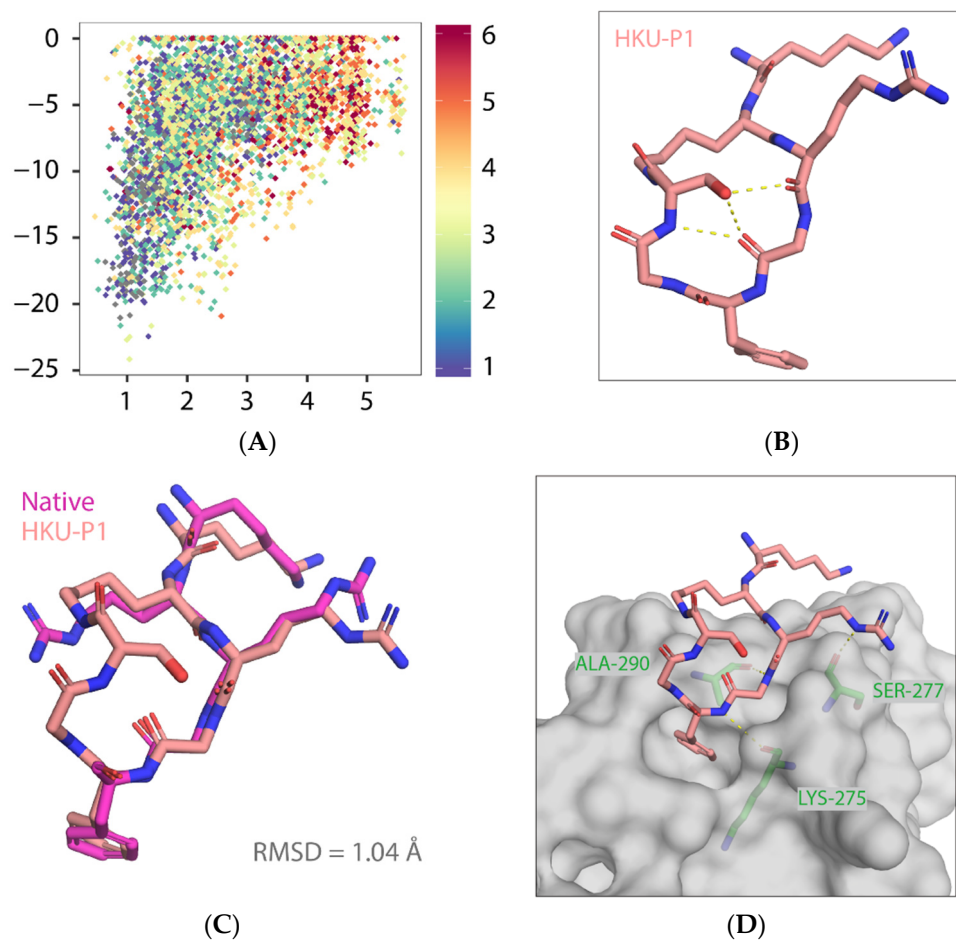 0
−5
−10
−15
−20
−25
1 2 3 4 5
6
5
4
3
2
1
(A)
HKU-P1
(B)
Native
HKU-P1
RMSD = 1.04 Å
(C)
ALA-290
SER-277
LYS-275
(D)